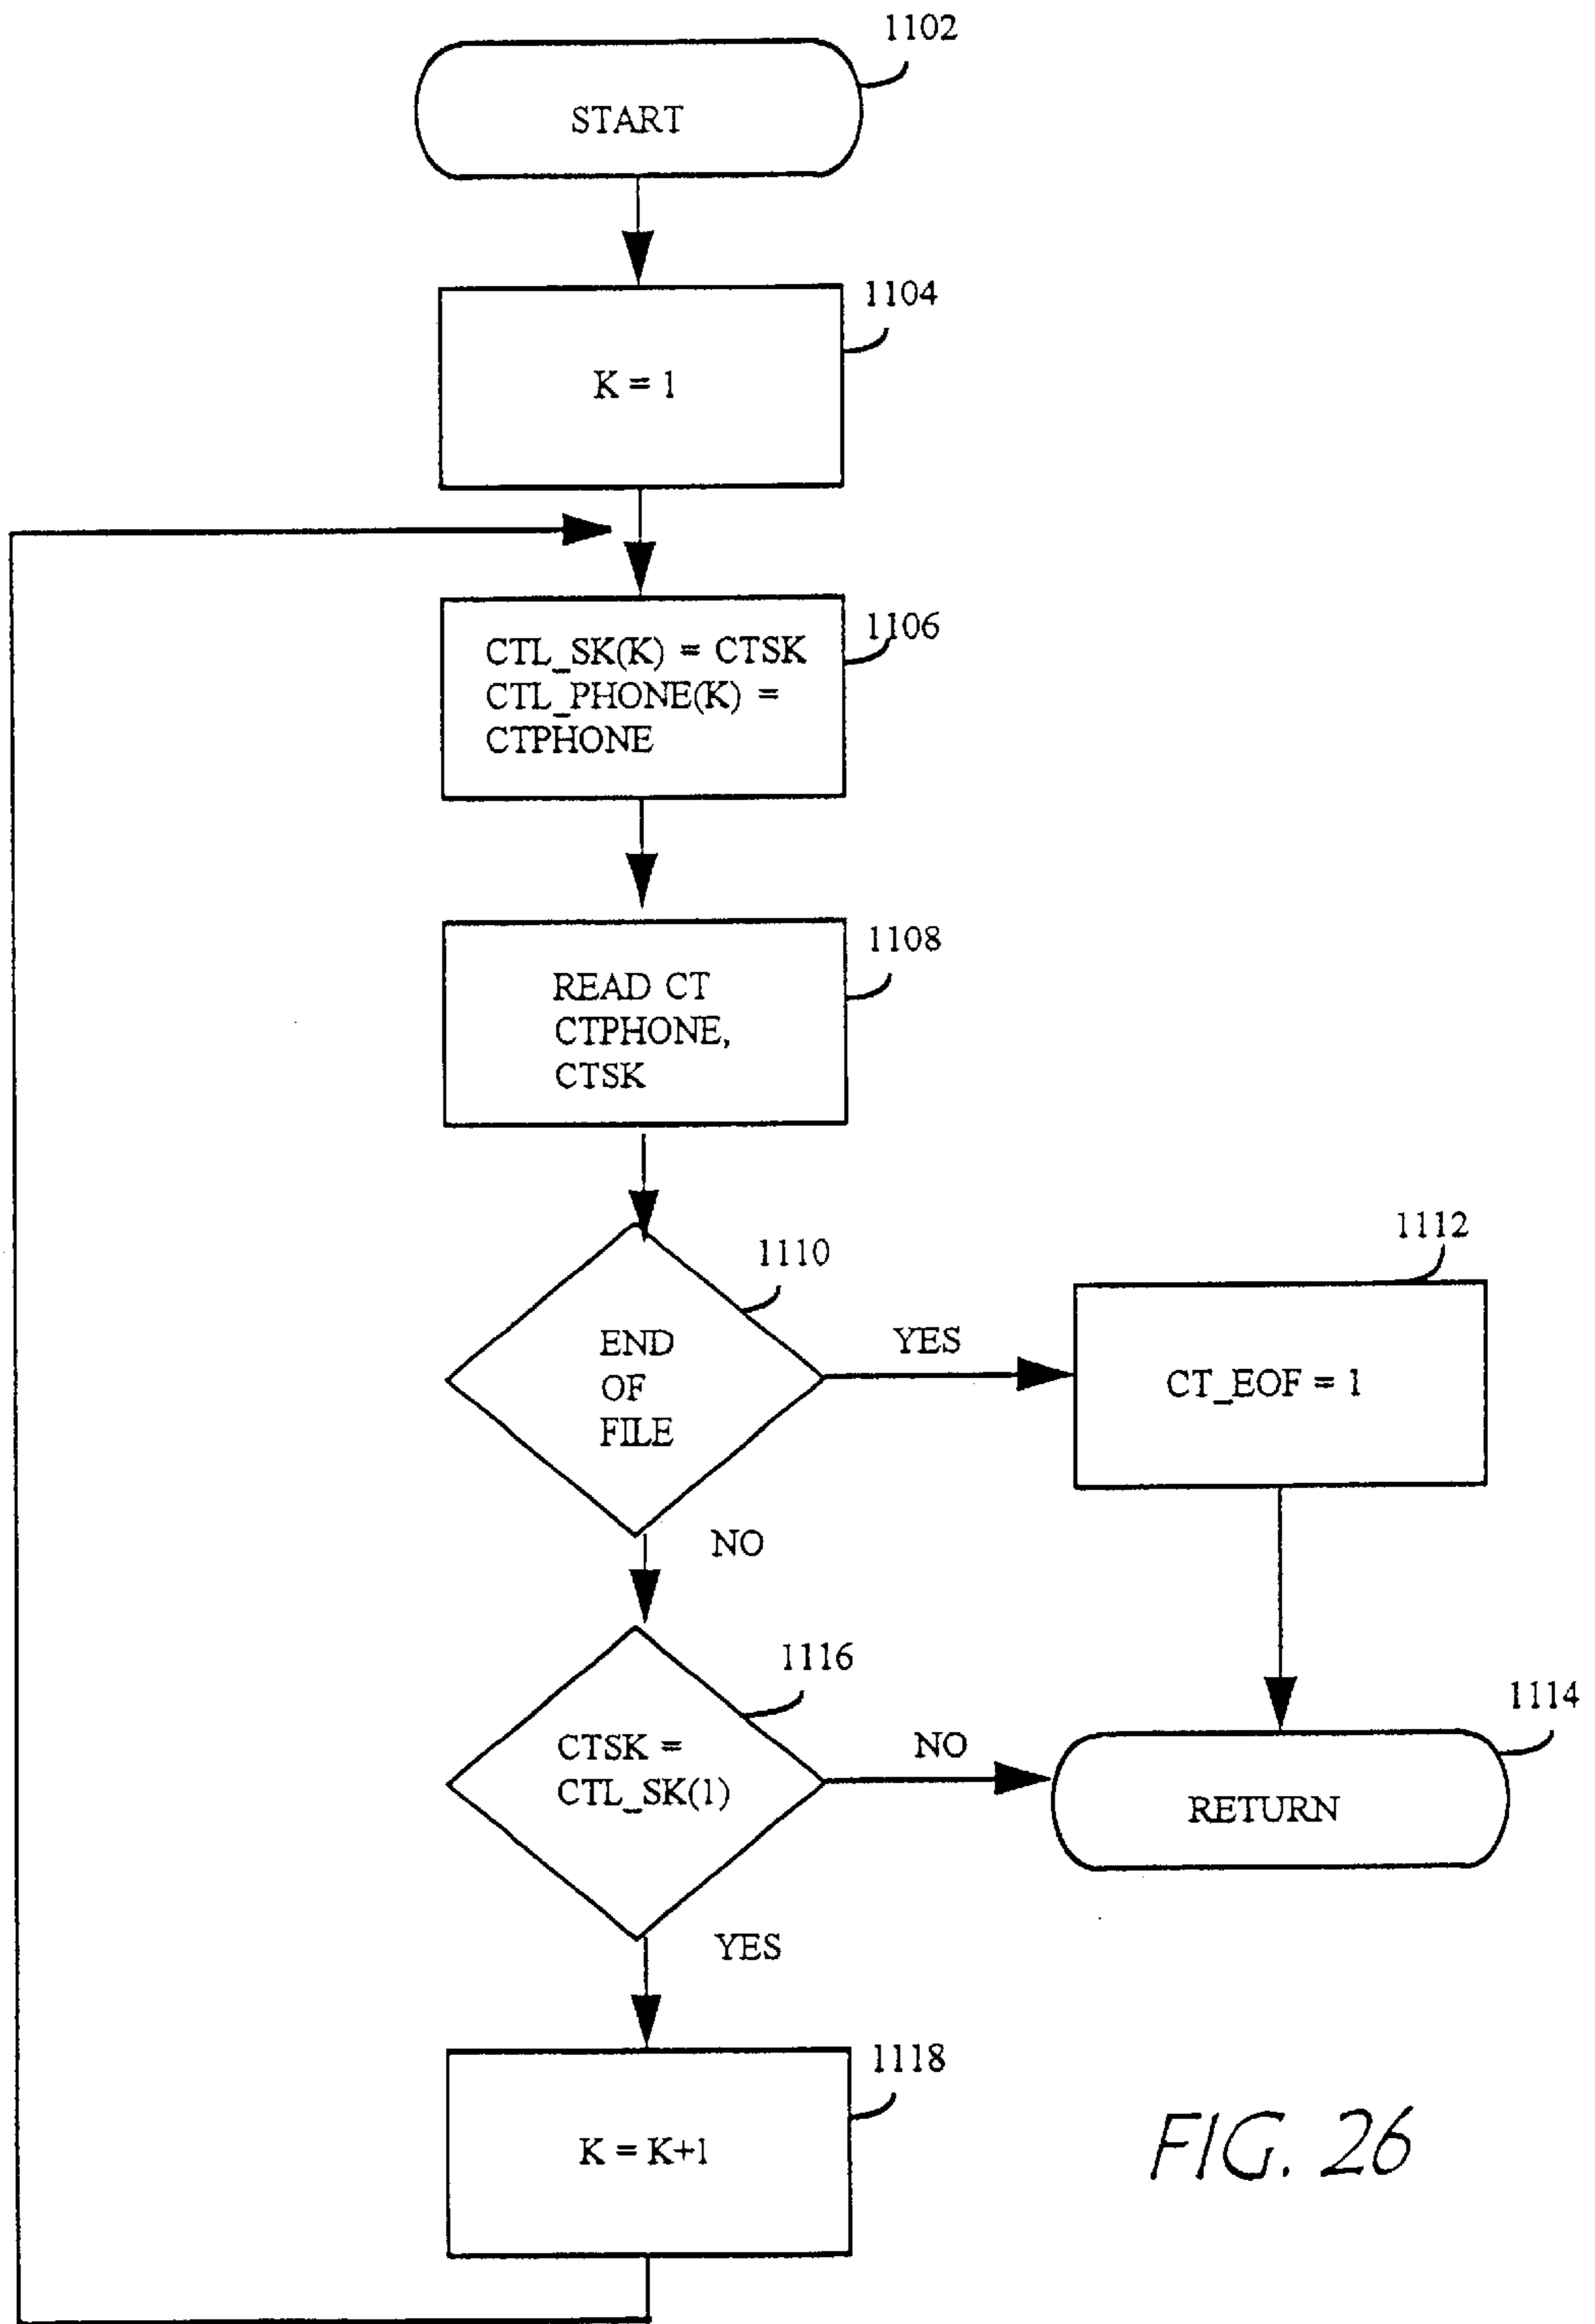 1102
START
1104
K = 1
1106
CTL_SK(K) = CTSK
CTL_PHONE(K) =
CTPHONE
1108
READ CT
CTPHONE,
CTSK
1110
END
OF
FILE
YES
1112
CT_EOF = 1
NO
1116
CTSK =
CTL_SK(1)
NO
1114
RETURN
YES
1118
K = K+1
FIG. 26